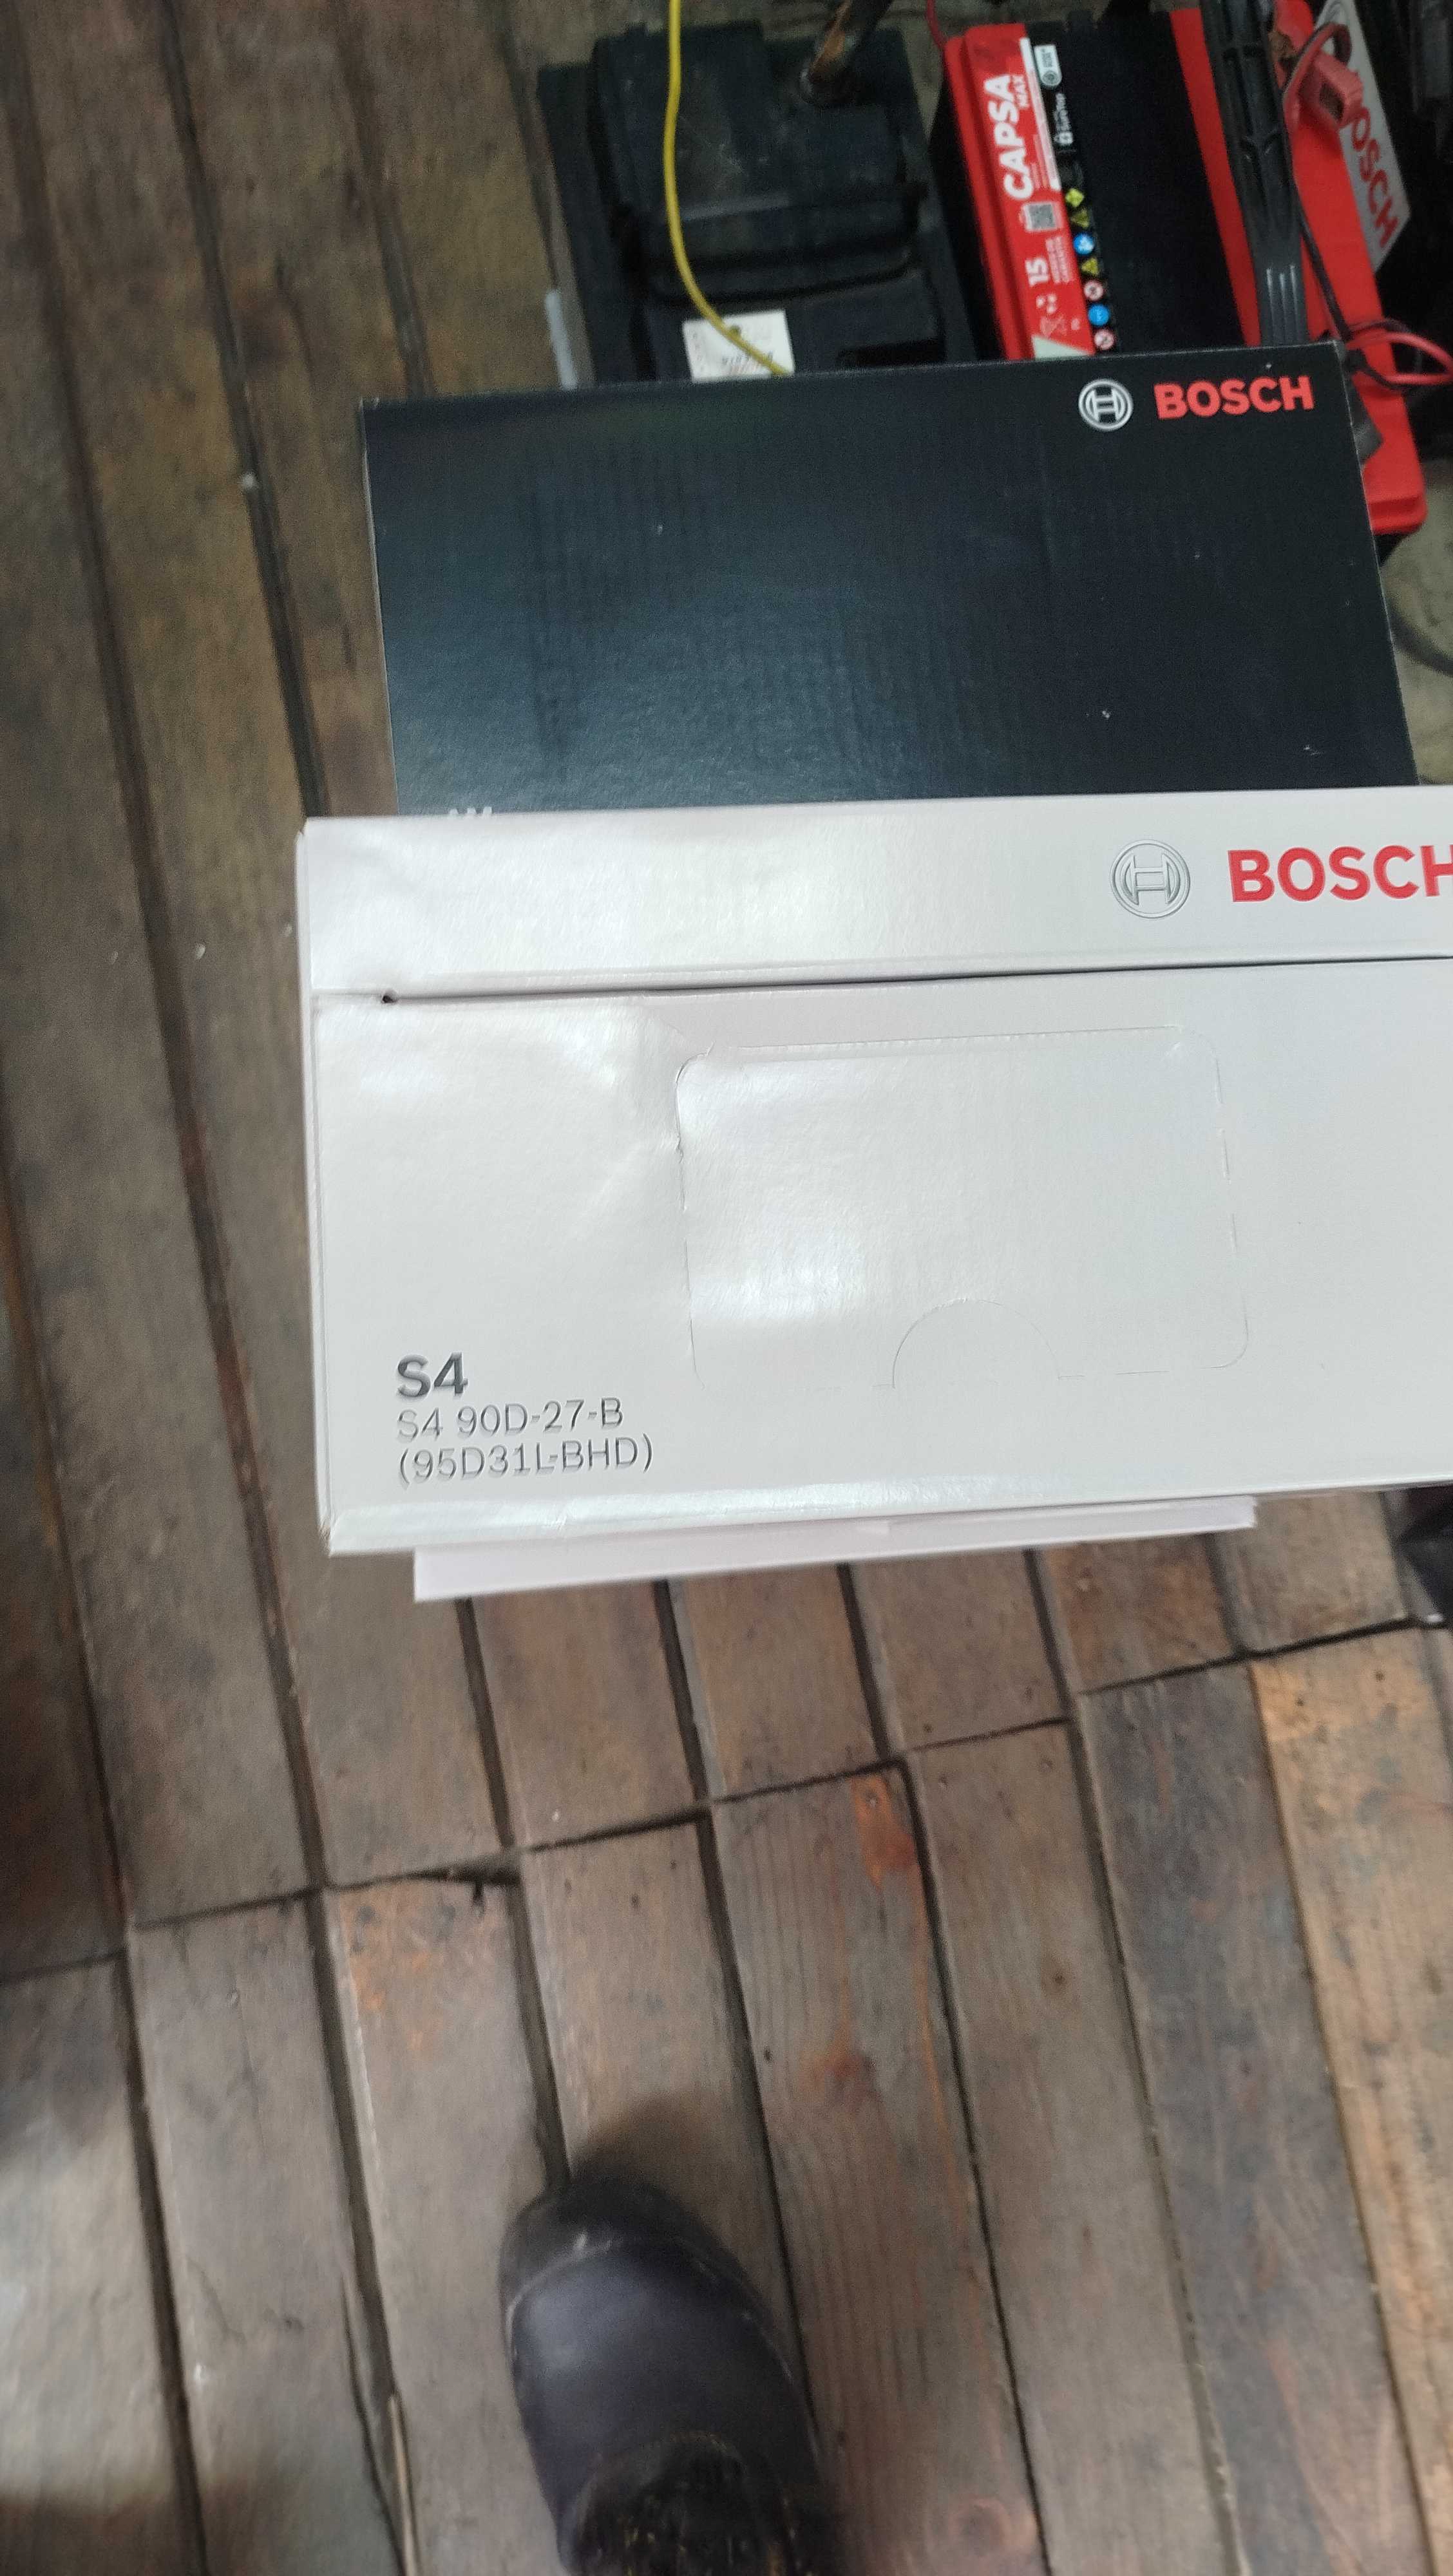 CAPSA
MAX
15
BOSCH
BOSCH
BOSCH
S4
S4 90D-27-B
(95D31L-BHD)